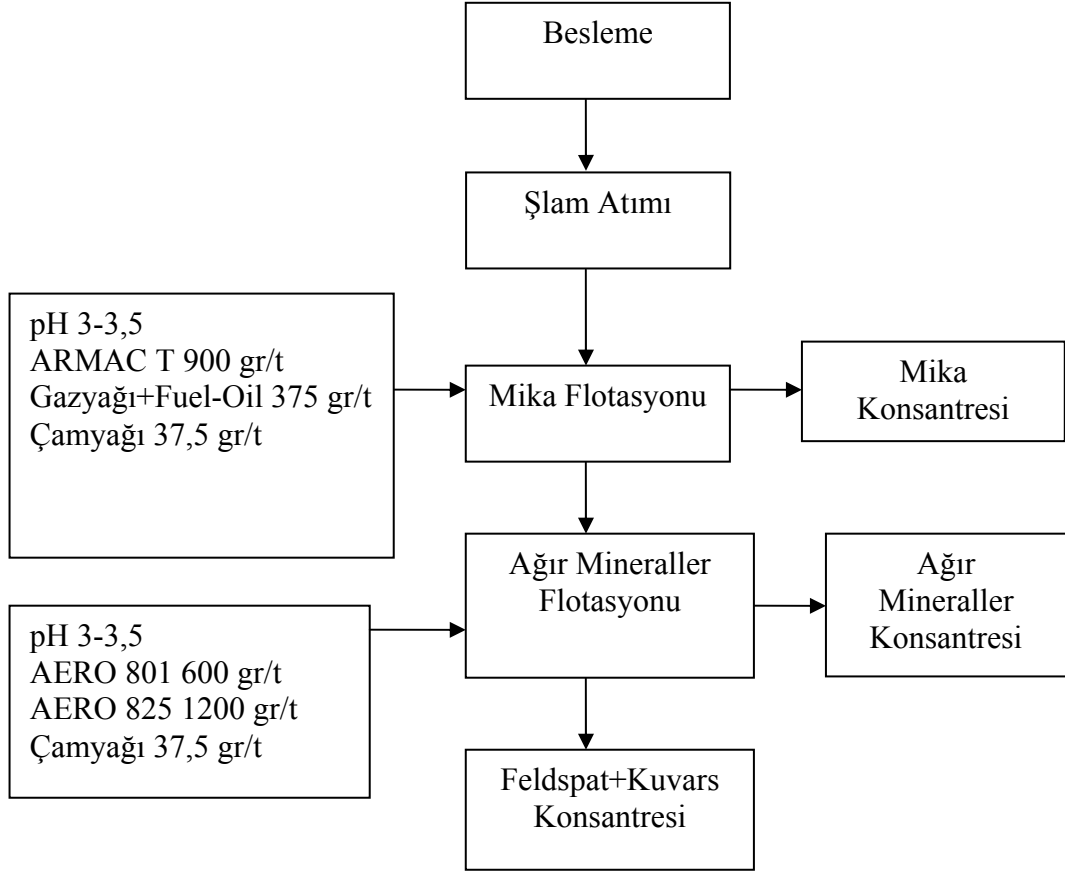 Besleme
Şlam Atımı
pH 3-3,5
ARMAC T 900 gr/t
Gazyağı+Fuel-Oil 375 gr/t
Çamyağı 37,5 gr/t
Mika Flotasyonu
Mika
Konsantresi
Ağır Mineraller
Flotasyonu
Ağır
Mineraller
Konsantresi
pH 3-3,5
AERO 801 600 gr/t
AERO 825 1200 gr/t
Çamyağı 37,5 gr/t
Feldspat+Kuvars
Konsantresi